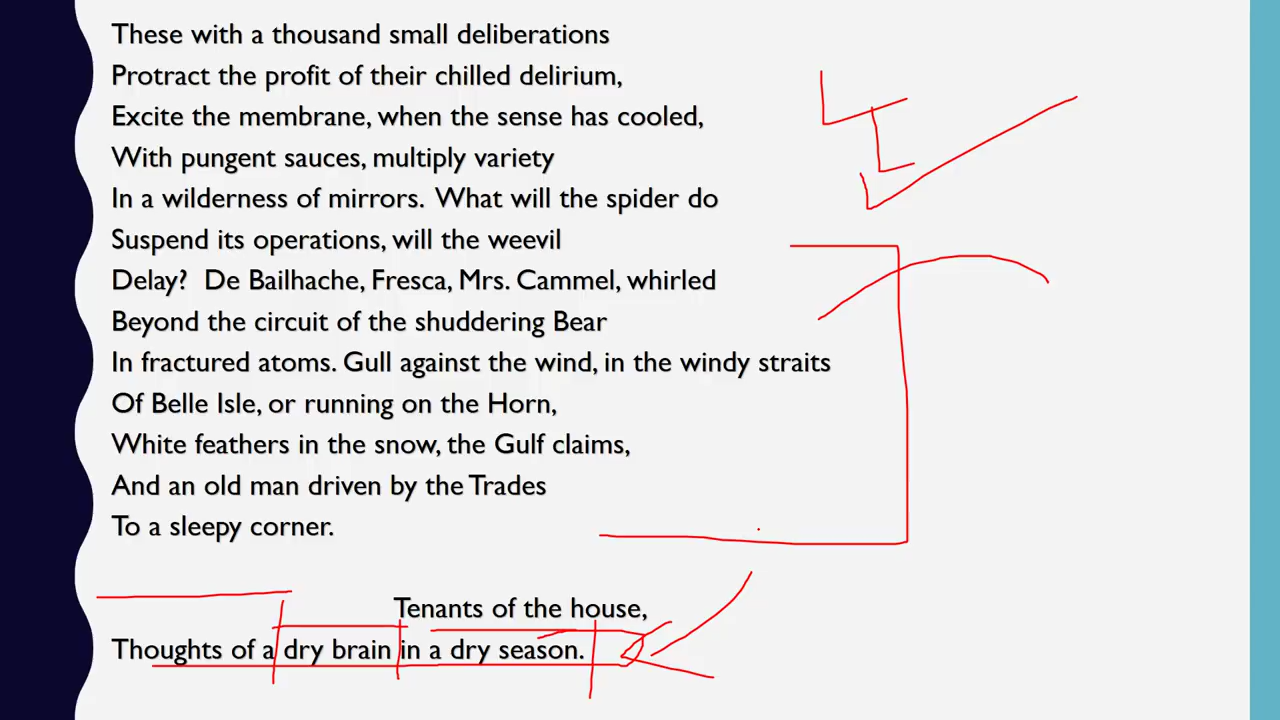 These with a thousand small deliberations
Protract the profit of their chilled delirium,
Excite the membrane, when the sense has cooled,
With pungent sauces, multiply variety
In a wilderness of mirrors. What will the spider do
Suspend its operations, will the weevil
Delay? De Bailhache, Fresca, Mrs. Cammel, whirled
Beyond the circuit of the shuddering Bear
In fractured atoms. Gull against the wind, in the windy straits
Of Belle Isle, or running on the Horn,
White feathers in the snow, the Gulf claims,
And an old man driven by the Trades
To a sleepy corner.
Tenants of the house,
Thoughts of a dry brain in a dry season.